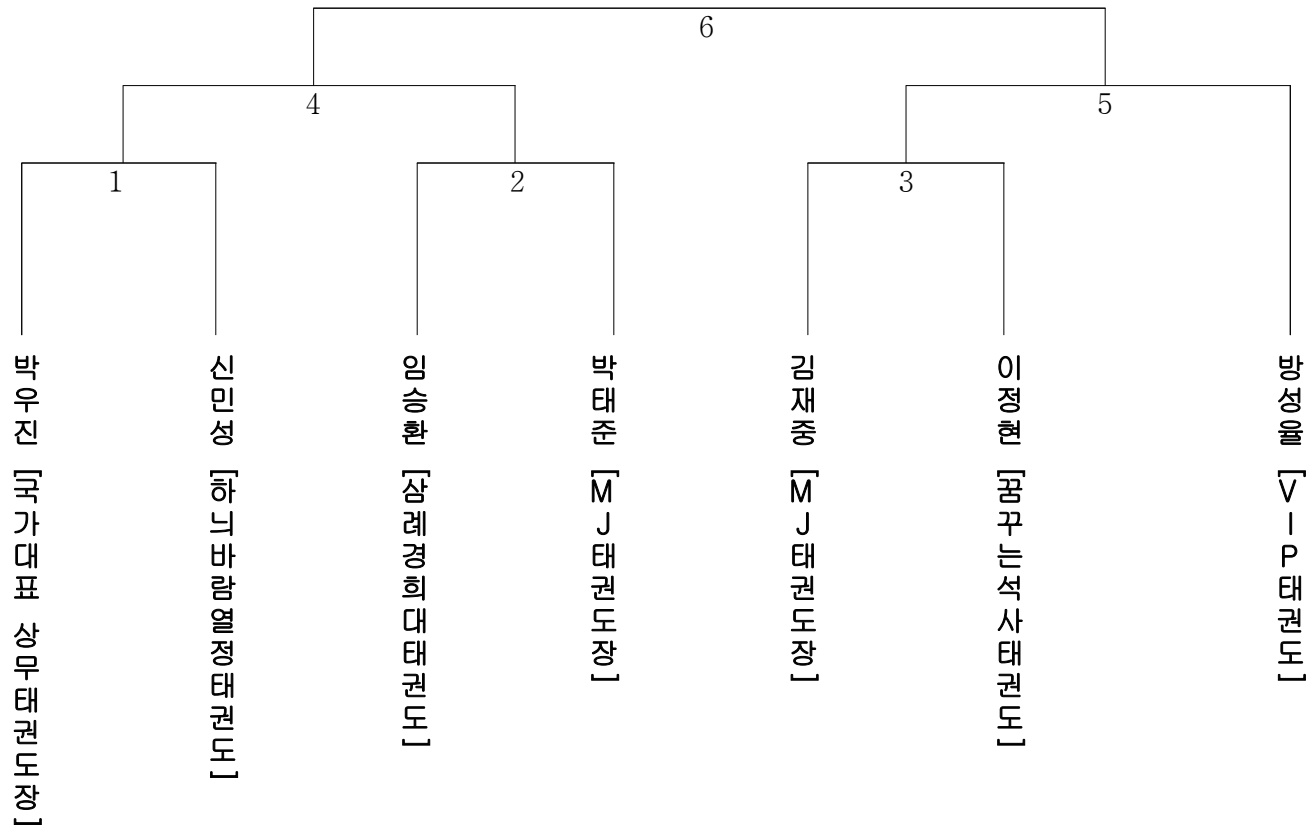 6
4
5
1
2
3
박우진 [국가대표 상무태권도장]
신민성 [하늬바람열정태권도]
임승환 [삼례경희대태권도]
박태준 [MJ태권도장]
김재중 [MJ태권도장]
이정현 [꿈꾸는석사태권도]
방성율 [VIP태권도]